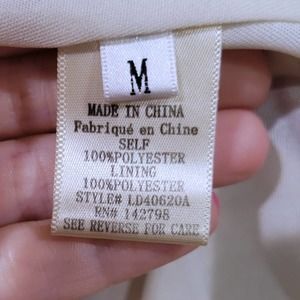 M
MADE IN CHINA
Fabriqué en Chine
SELF
100%POLYESTER
LINING
100%POLYESTER
STYLE# LD40620A
RN# 142798
SEE REVERSE FOR CARE